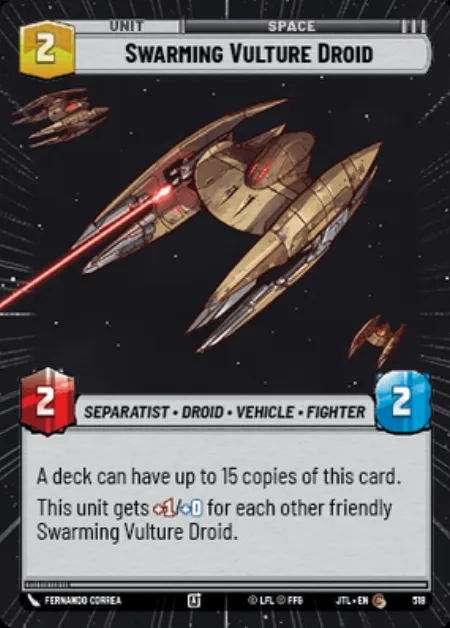 UNIT
SPACE
2
SWARMING VULTURE DROID
2
SEPARATIST • DROID • VEHICLE • FIGHTER
2
A deck can have up to 15 copies of this card.
This unit gets +1/+0 for each other friendly
Swarming Vulture Droid.
FERNANDO CORREA
© LFL © FFG
JTL • EN
518